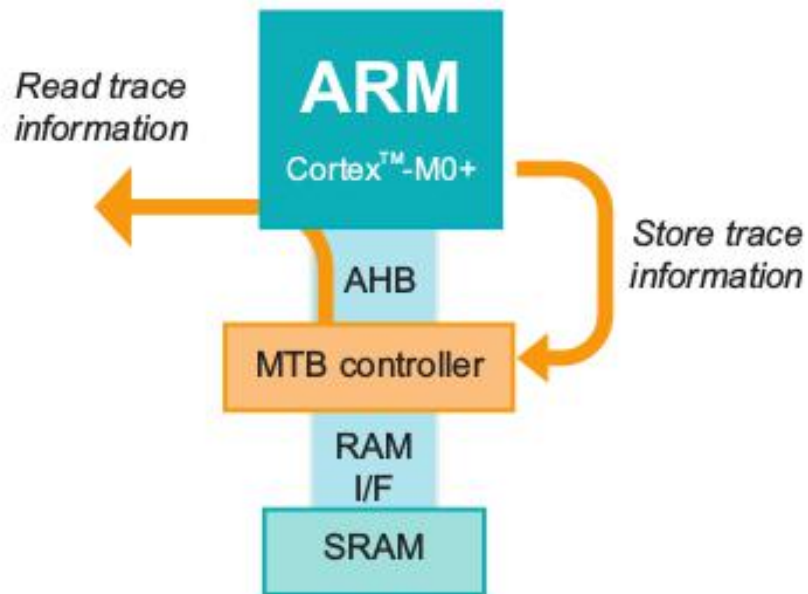 ARM
Cortex™-M0+
Read trace
information
Store trace
information
AHB
MTB controller
RAM
I/F
SRAM